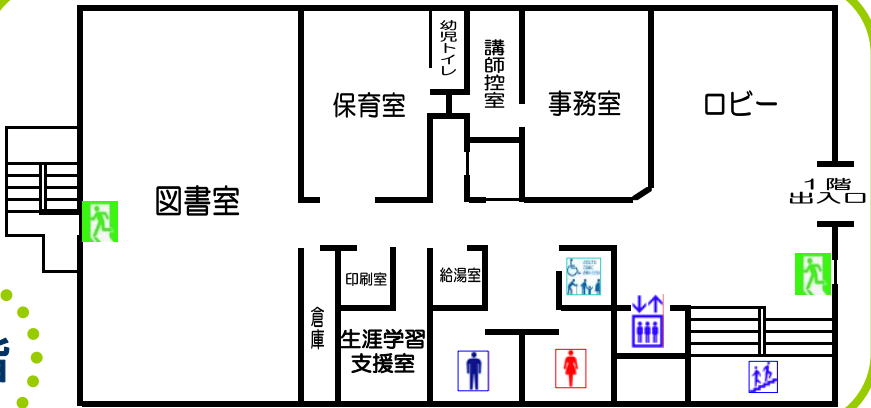 幼児トイレ
講師控室
保育室
事務室
ロビー
図書室
1階
出入口
印刷室
給湯室
倉庫
生涯学習
支援室
階